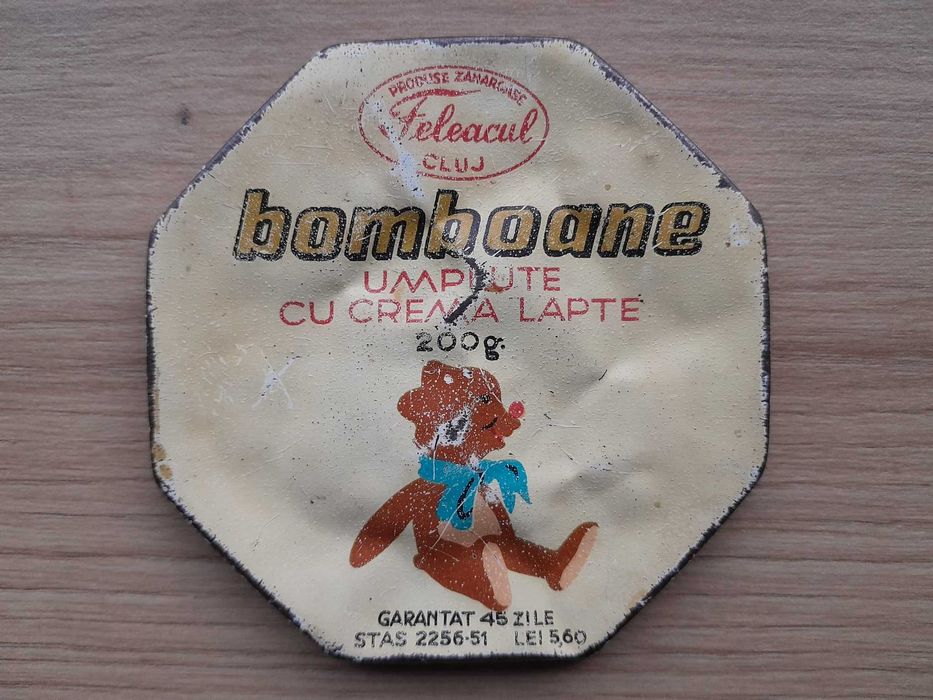 PRODUSE ZAHAROASE
Feleacul
CLUJ
bomboane
UMPLUTE
CU CREMA LAPTE
200g.
GARANTAT 45 ZILE
STAS 2256-51 LEI 5,60